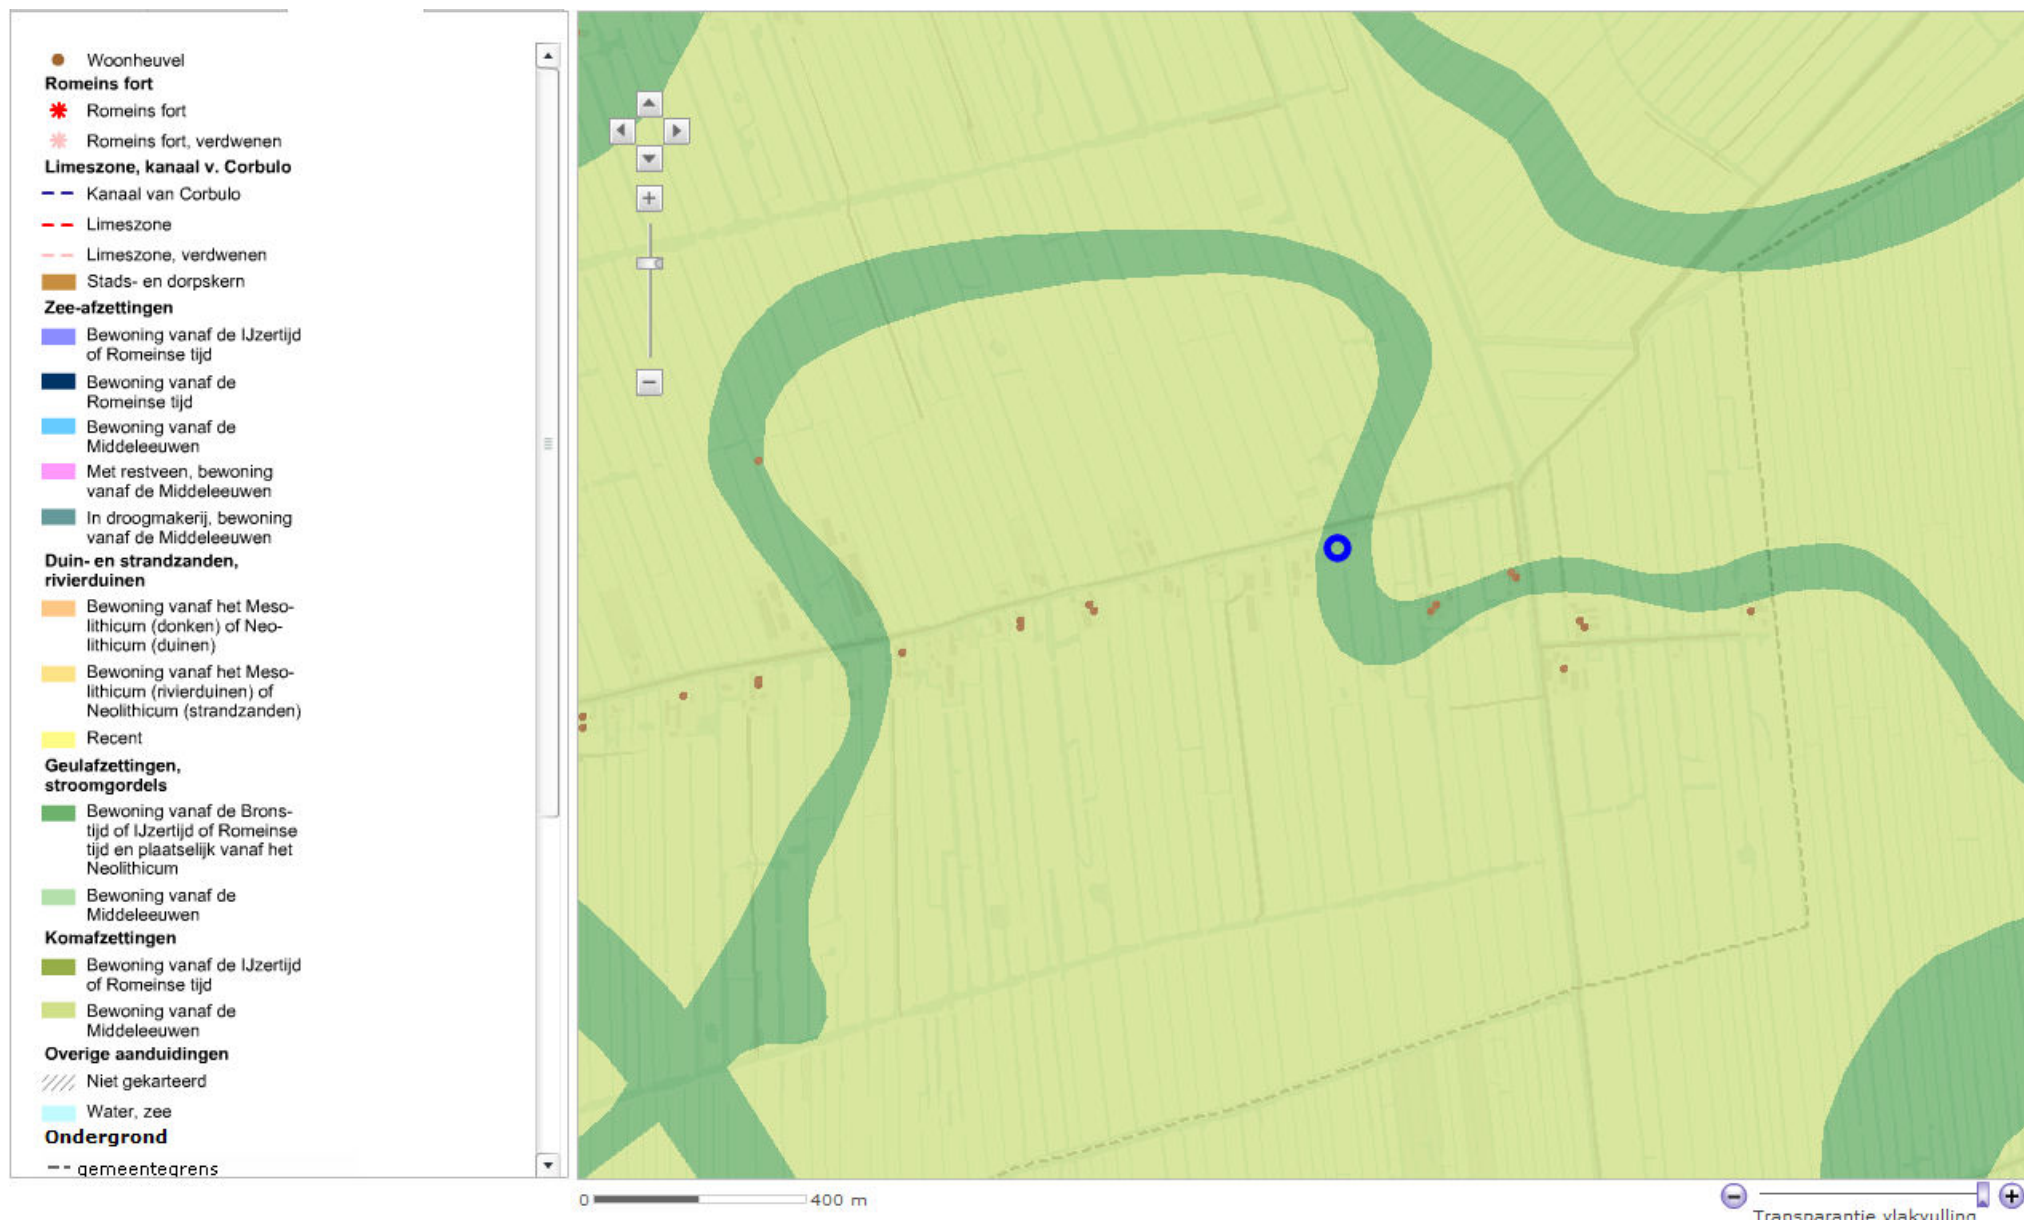 Woonheuvel
Romeins fort
Romeins fort
Romeins fort, verdwenen
Limeszone, kanaal v. Corbulo
Kanaal van Corbulo
Limeszone
Limeszone, verdwenen
Stads- en dorpskern
Zee-afzettingen
Bewoning vanaf de IJzertijd
of Romeinse tijd
Bewoning vanaf de
Romeinse tijd
Bewoning vanaf de
Middeleeuwen
Met restveen, bewoning
vanaf de Middeleeuwen
In droogmakerij, bewoning
vanaf de Middeleeuwen
Duin- en strandzanden,
rivierduinen
Bewoning vanaf het Meso-
lithicum (donken) of Neo-
lithicum (duinen)
Bewoning vanaf het Meso-
lithicum (rivierduinen) of
Neolithicum (strandzanden)
Recent
Geulafzettingen,
stroomgordels
Bewoning vanaf de Brons-
tijd of IJzertijd of Romeinse
tijd en plaatselijk vanaf het
Neolithicum
Bewoning vanaf de
Middeleeuwen
Komafzettingen
Bewoning vanaf de IJzertijd
of Romeinse tijd
Bewoning vanaf de
Middeleeuwen
Overige aanduidingen
Niet gekarteerd
Water, zee
Ondergrond
gemeentegrens
0 400 m
Transparantie vlakvulling